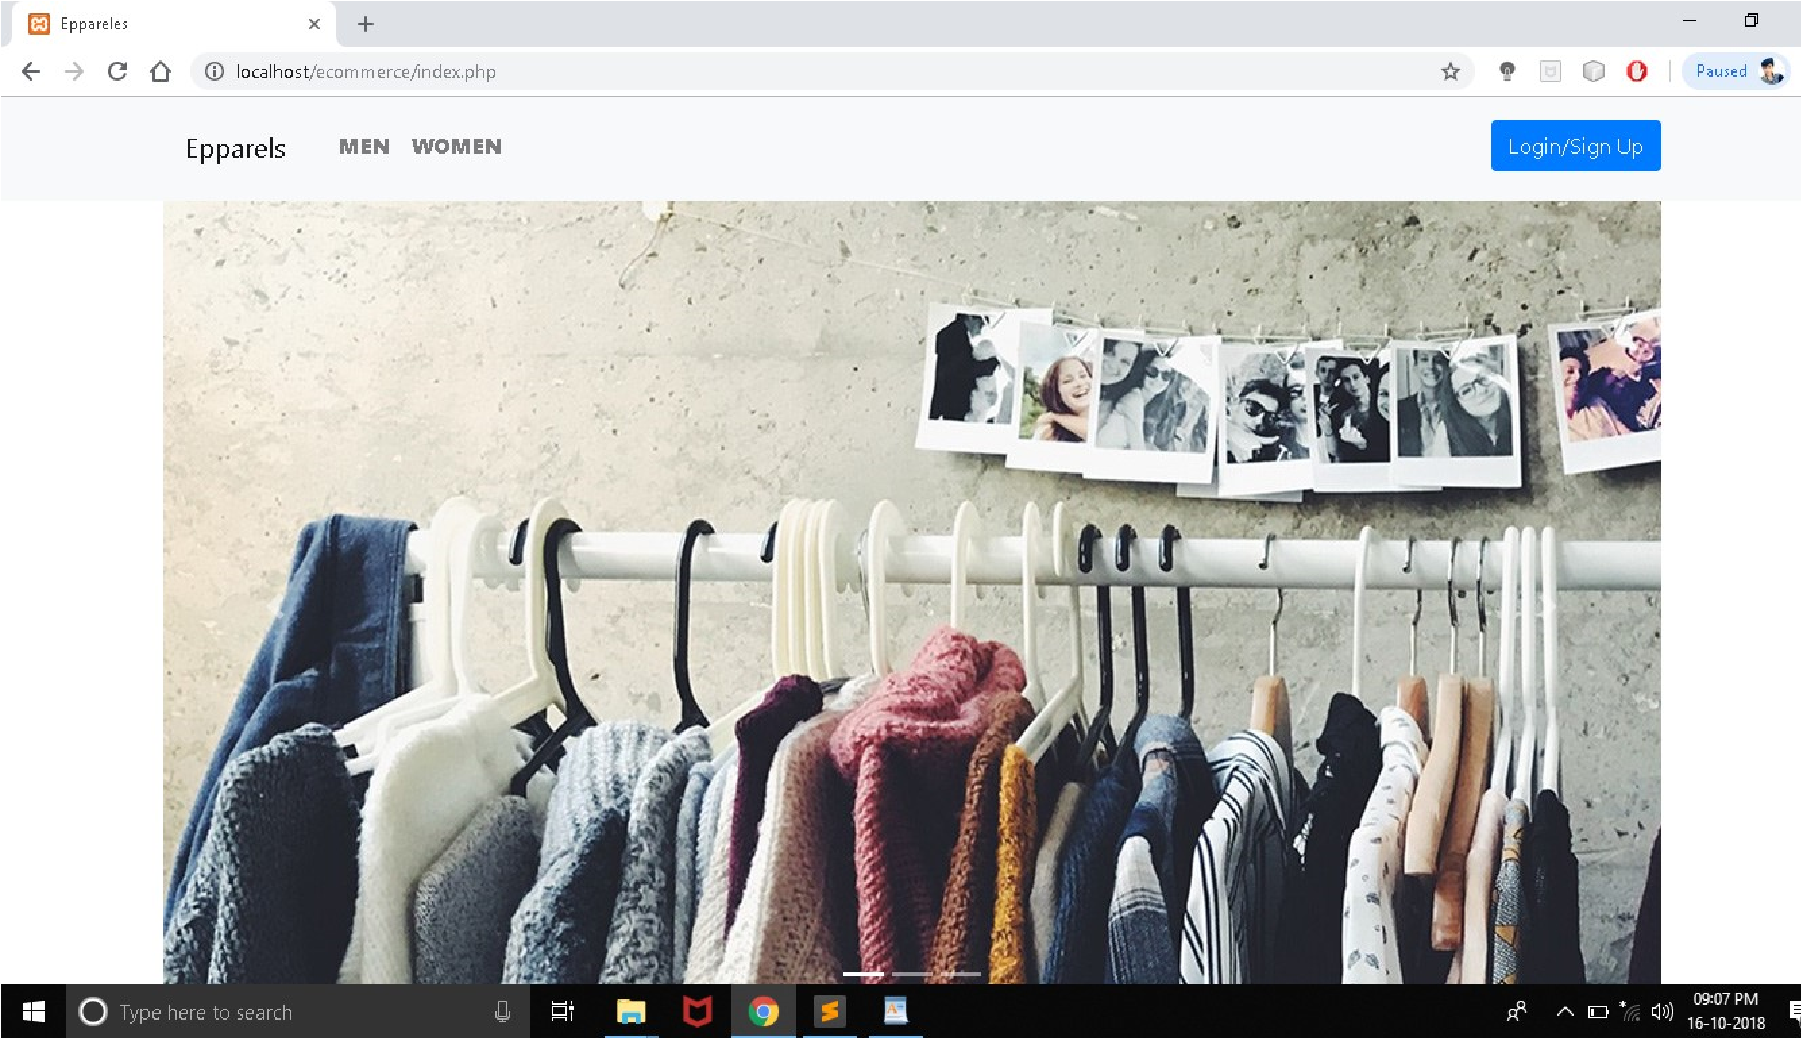 Eppareles
localhost/ecommerce/index.php
Paused
Epparels MEN WOMEN Login/Sign Up
Type here to search
09:07 PM
16-10-2018